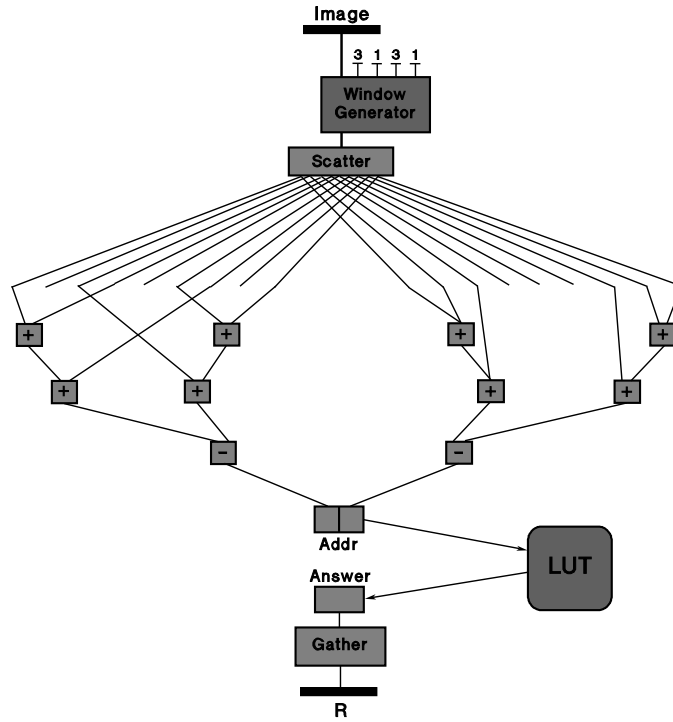 Image
3 1 3 1
Window
Generator
Scatter
+ + + +
+ + + +
- -
Addr
LUT
Answer
Gather
R